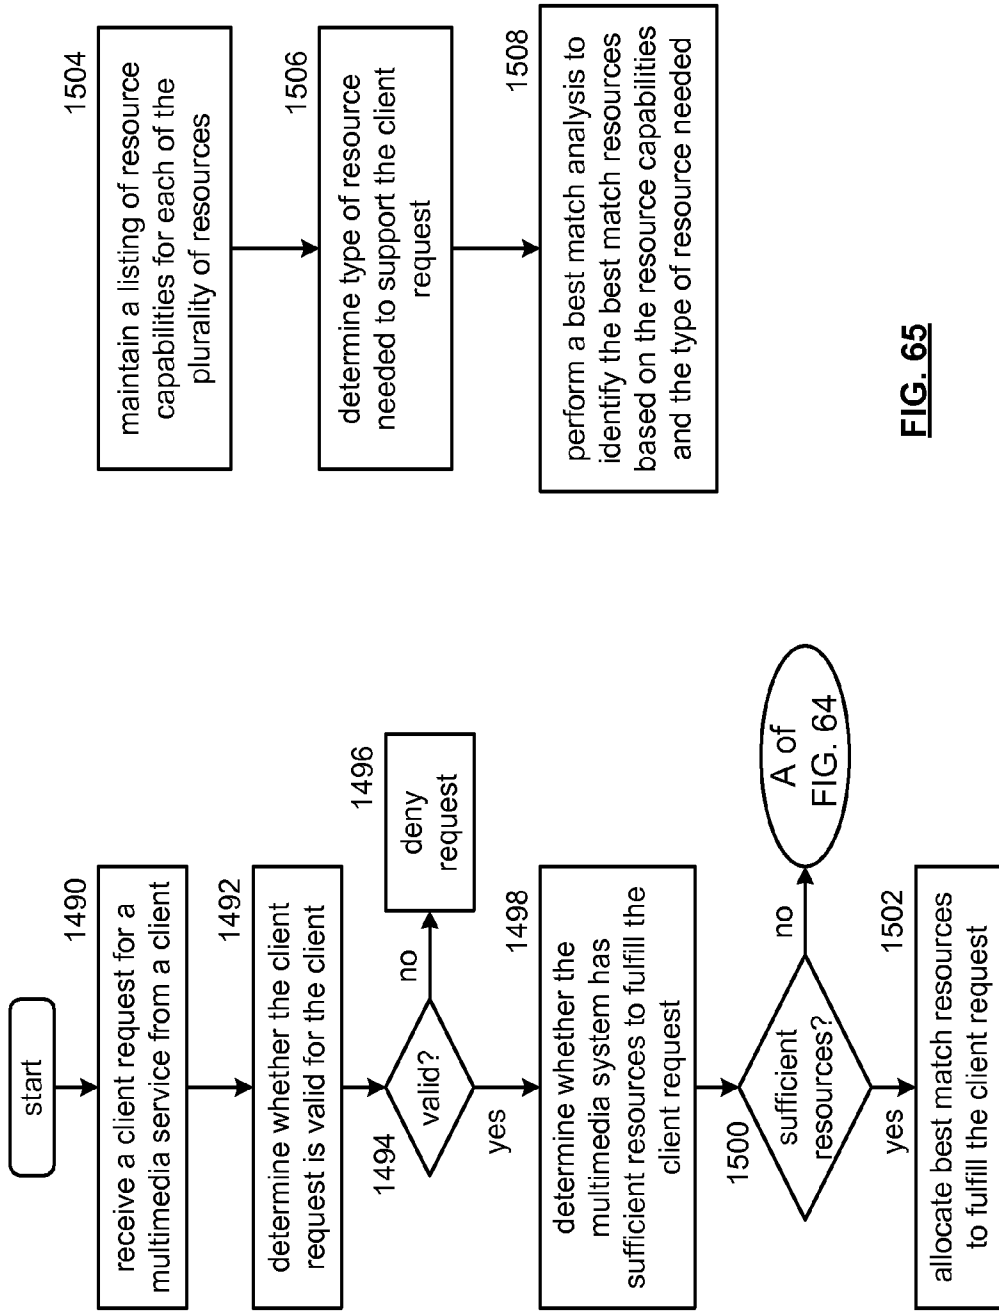 start
1490
receive a client request for a
multimedia service from a client
1492
determine whether the client
request is valid for the client
1494
valid?
no
1496
deny
request
yes
1498
determine whether the
multimedia system has
sufficient resources to fulfill the
client request
1500
sufficient
resources?
no
A of
FIG. 64
yes
1502
allocate best match resources
to fulfill the client request
1504
maintain a listing of resource
capabilities for each of the
plurality of resources
1506
determine type of resource
needed to support the client
request
1508
perform a best match analysis to
identify the best match resources
based on the resource capabilities
and the type of resource needed
FIG. 65